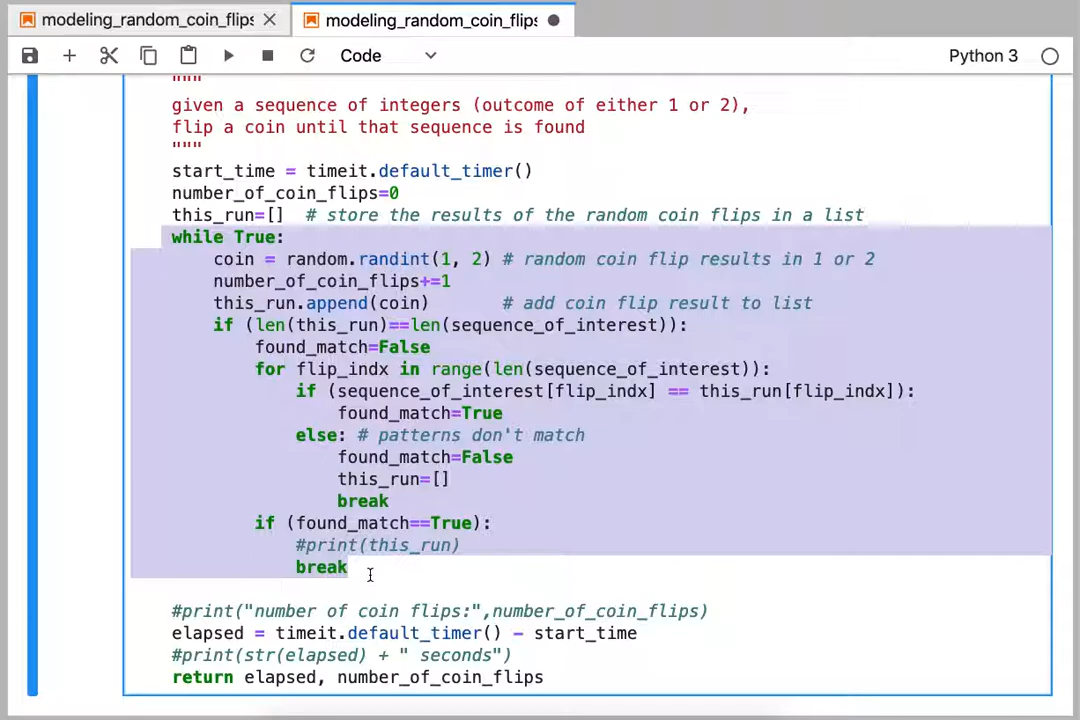 modeling_random_coin_flips
modeling_random_coin_flips
Code
Python 3
"""
given a sequence of integers (outcome of either 1 or 2),
flip a coin until that sequence is found
"""
start_time = timeit.default_timer()
number_of_coin_flips=0
this_run=[]  # store the results of the random coin flips in a list
while True:
    coin = random.randint(1, 2) # random coin flip results in 1 or 2
    number_of_coin_flips+=1
    this_run.append(coin)       # add coin flip result to list
    if (len(this_run)==len(sequence_of_interest)):
        found_match=False
        for flip_indx in range(len(sequence_of_interest)):
            if (sequence_of_interest[flip_indx] == this_run[flip_indx]):
                found_match=True
            else: # patterns don't match
                found_match=False
                this_run=[]
                break
        if (found_match==True):
            #print(this_run)
            break
#print("number of coin flips:",number_of_coin_flips)
elapsed = timeit.default_timer() - start_time
#print(str(elapsed) + " seconds")
return elapsed, number_of_coin_flips